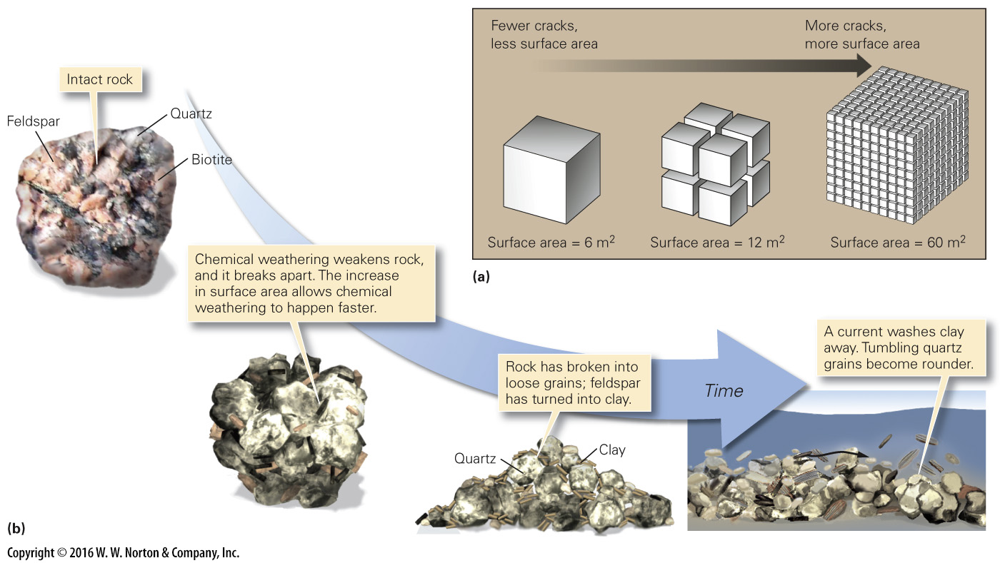 Fewer cracks,
less surface area
More cracks,
more surface area
Surface area = 6 m²
Surface area = 12 m²
Surface area = 60 m²
(a)
Intact rock
Feldspar
Quartz
Biotite
Chemical weathering weakens rock,
and it breaks apart. The increase
in surface area allows chemical
weathering to happen faster.
Rock has broken into
loose grains; feldspar
has turned into clay.
Quartz
Clay
Time
A current washes clay
away. Tumbling quartz
grains become rounder.
(b)
Copyright © 2016 W. W. Norton & Company, Inc.